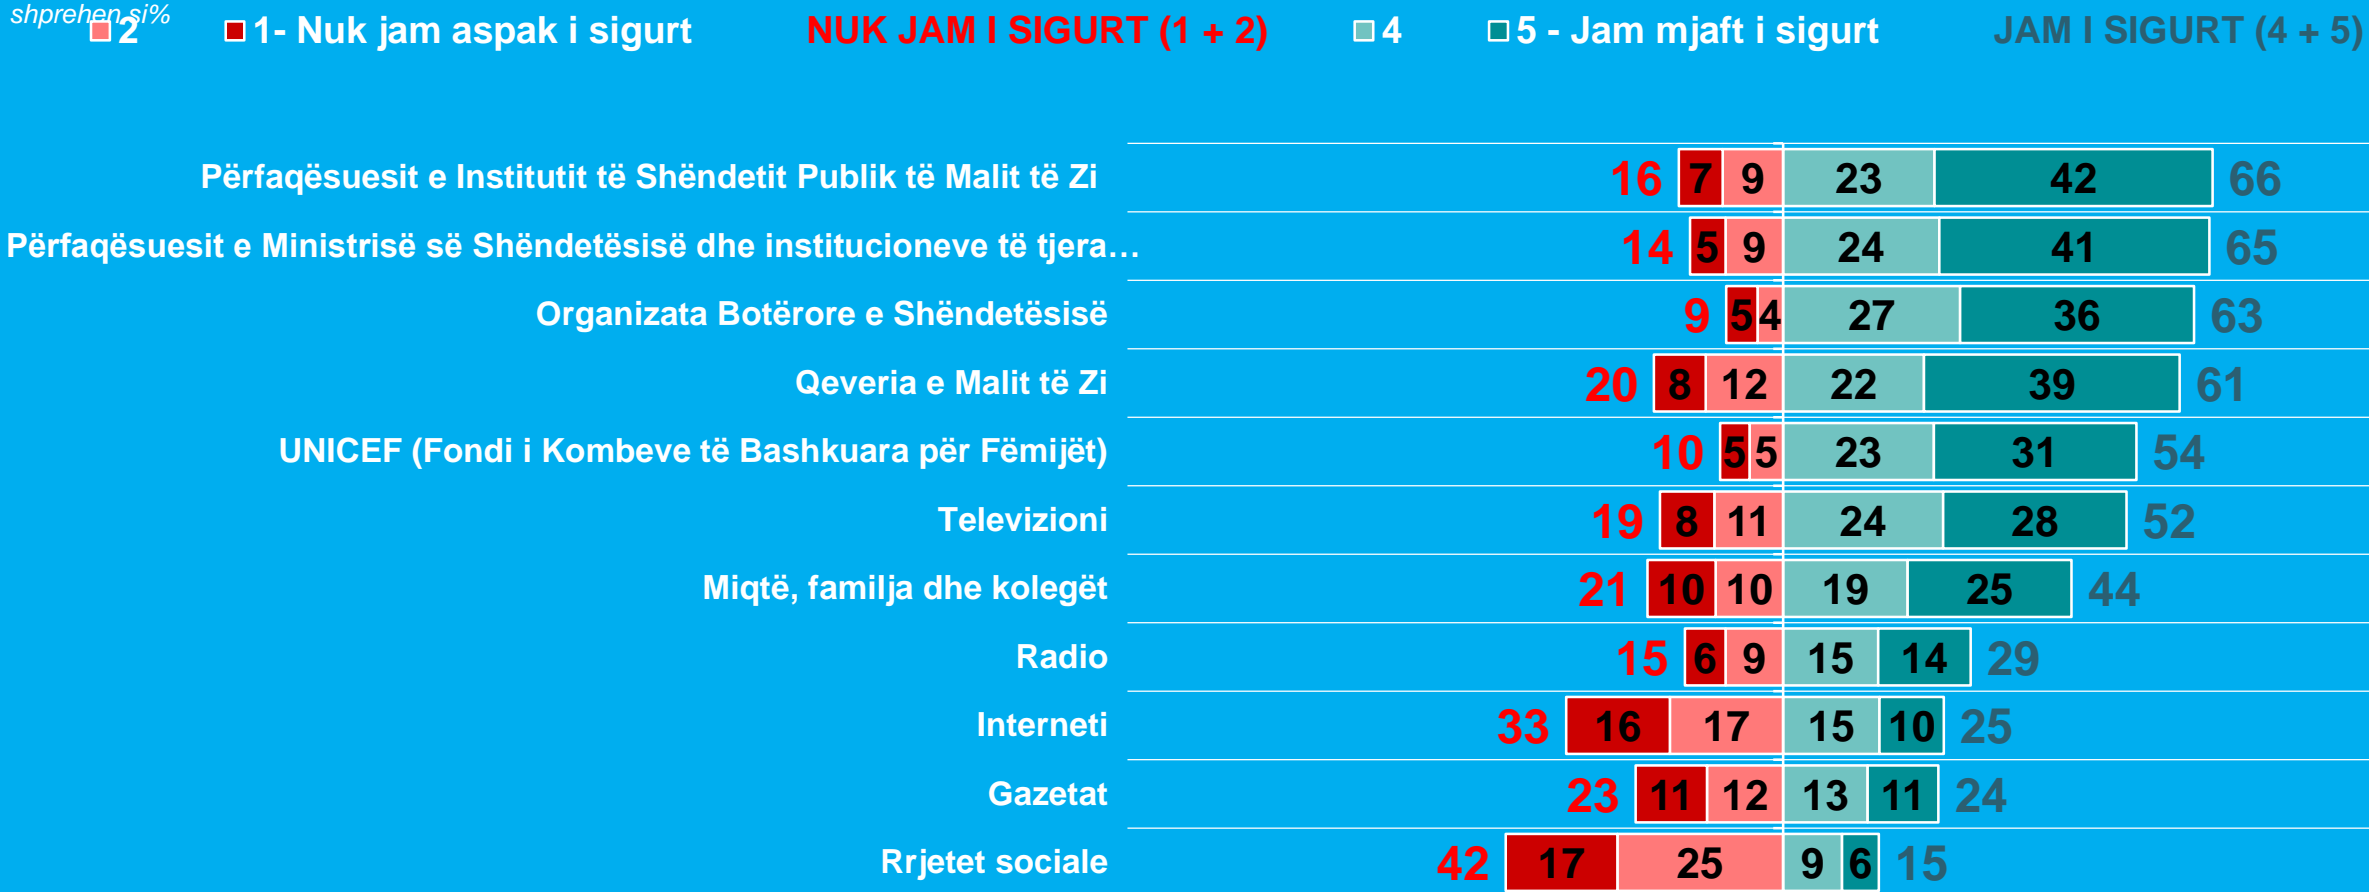 shprehen si%
2 1- Nuk jam aspak i sigurt NUK JAM I SIGURT (1 + 2) 4 5 - Jam mjaft i sigurt JAM I SIGURT (4 + 5)
Përfaqësuesit e Institutit të Shëndetit Publik të Malit të Zi 16 7 9 23 42 66
Përfaqësuesit e Ministrisë së Shëndetësisë dhe institucioneve të tjera… 14 5 9 24 41 65
Organizata Botërore e Shëndetësisë 9 5 4 27 36 63
Qeveria e Malit të Zi 20 8 12 22 39 61
UNICEF (Fondi i Kombeve të Bashkuara për Fëmijët) 10 5 5 23 31 54
Televizioni 19 8 11 24 28 52
Miqtë, familja dhe kolegët 21 10 10 19 25 44
Radio 15 6 9 15 14 29
Interneti 33 16 17 15 10 25
Gazetat 23 11 12 13 11 24
Rrjetet sociale 42 17 25 9 6 15